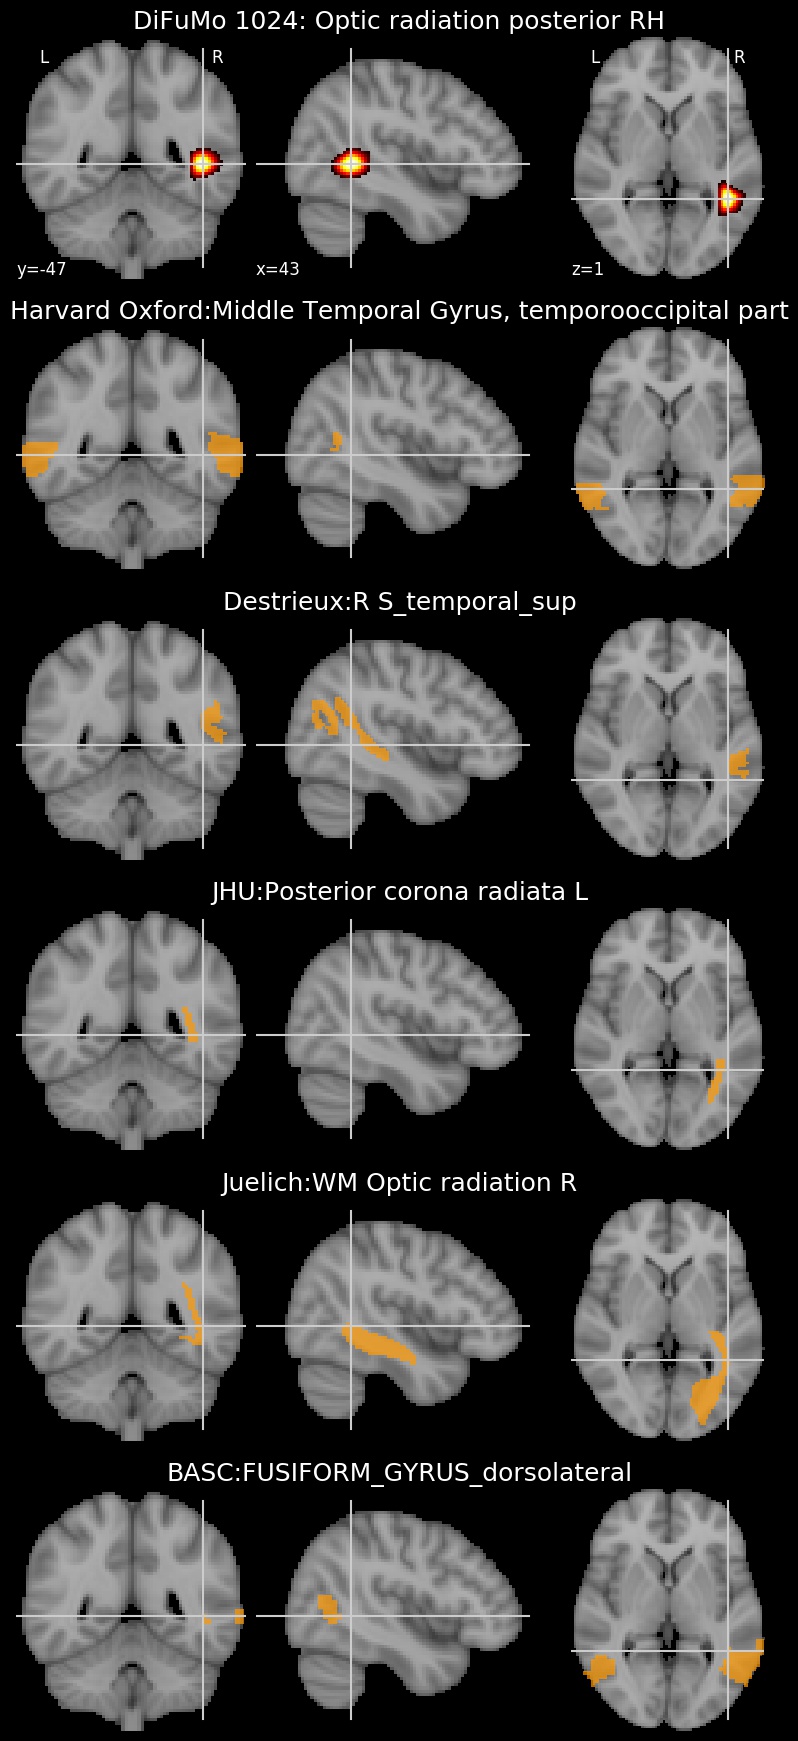 DiFuMo 1024: Optic radiation posterior RH
L R L R
y=-47 x=43 z=1
Harvard Oxford:Middle Temporal Gyrus, temporooccipital part
Destrieux:R S_temporal_sup
JHU:Posterior corona radiata L
Juelich:WM Optic radiation R
BASC:FUSIFORM_GYRUS_dorsolateral